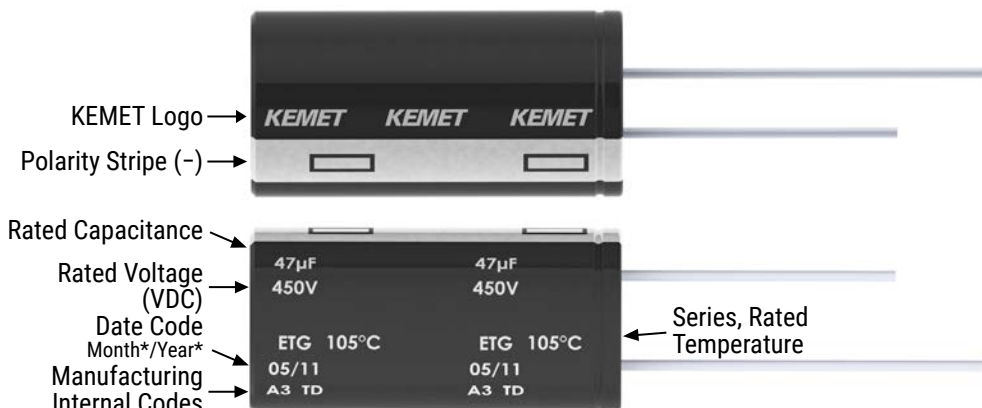 KEMET Logo
KEMET KEMET KEMET
Polarity Stripe (−)
Rated Capacitance
47µF 47µF
Rated Voltage
(VDC)
450V 450V
Date Code
Month*/Year*
ETG 105°C ETG 105°C
Series, Rated
Temperature
05/11 05/11
Manufacturing
Internal Codes
A3 TD A3 TD